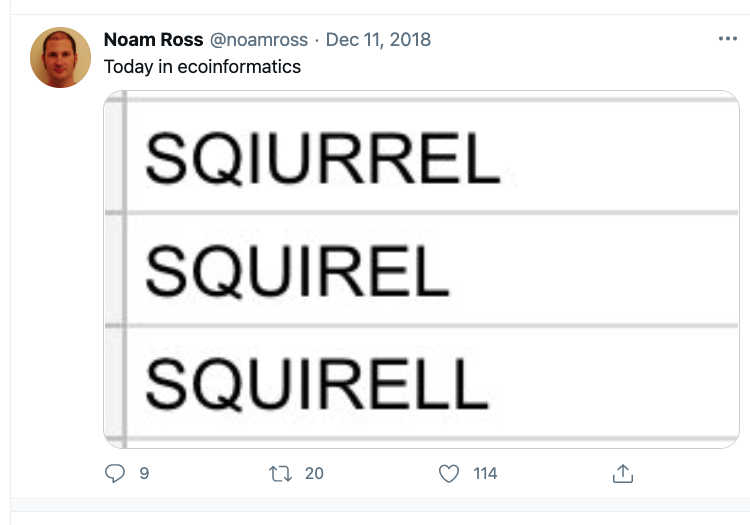 Noam Ross @noamross · Dec 11, 2018
Today in ecoinformatics
SQIURREL
SQUIREL
SQUIRELL
9 20 114